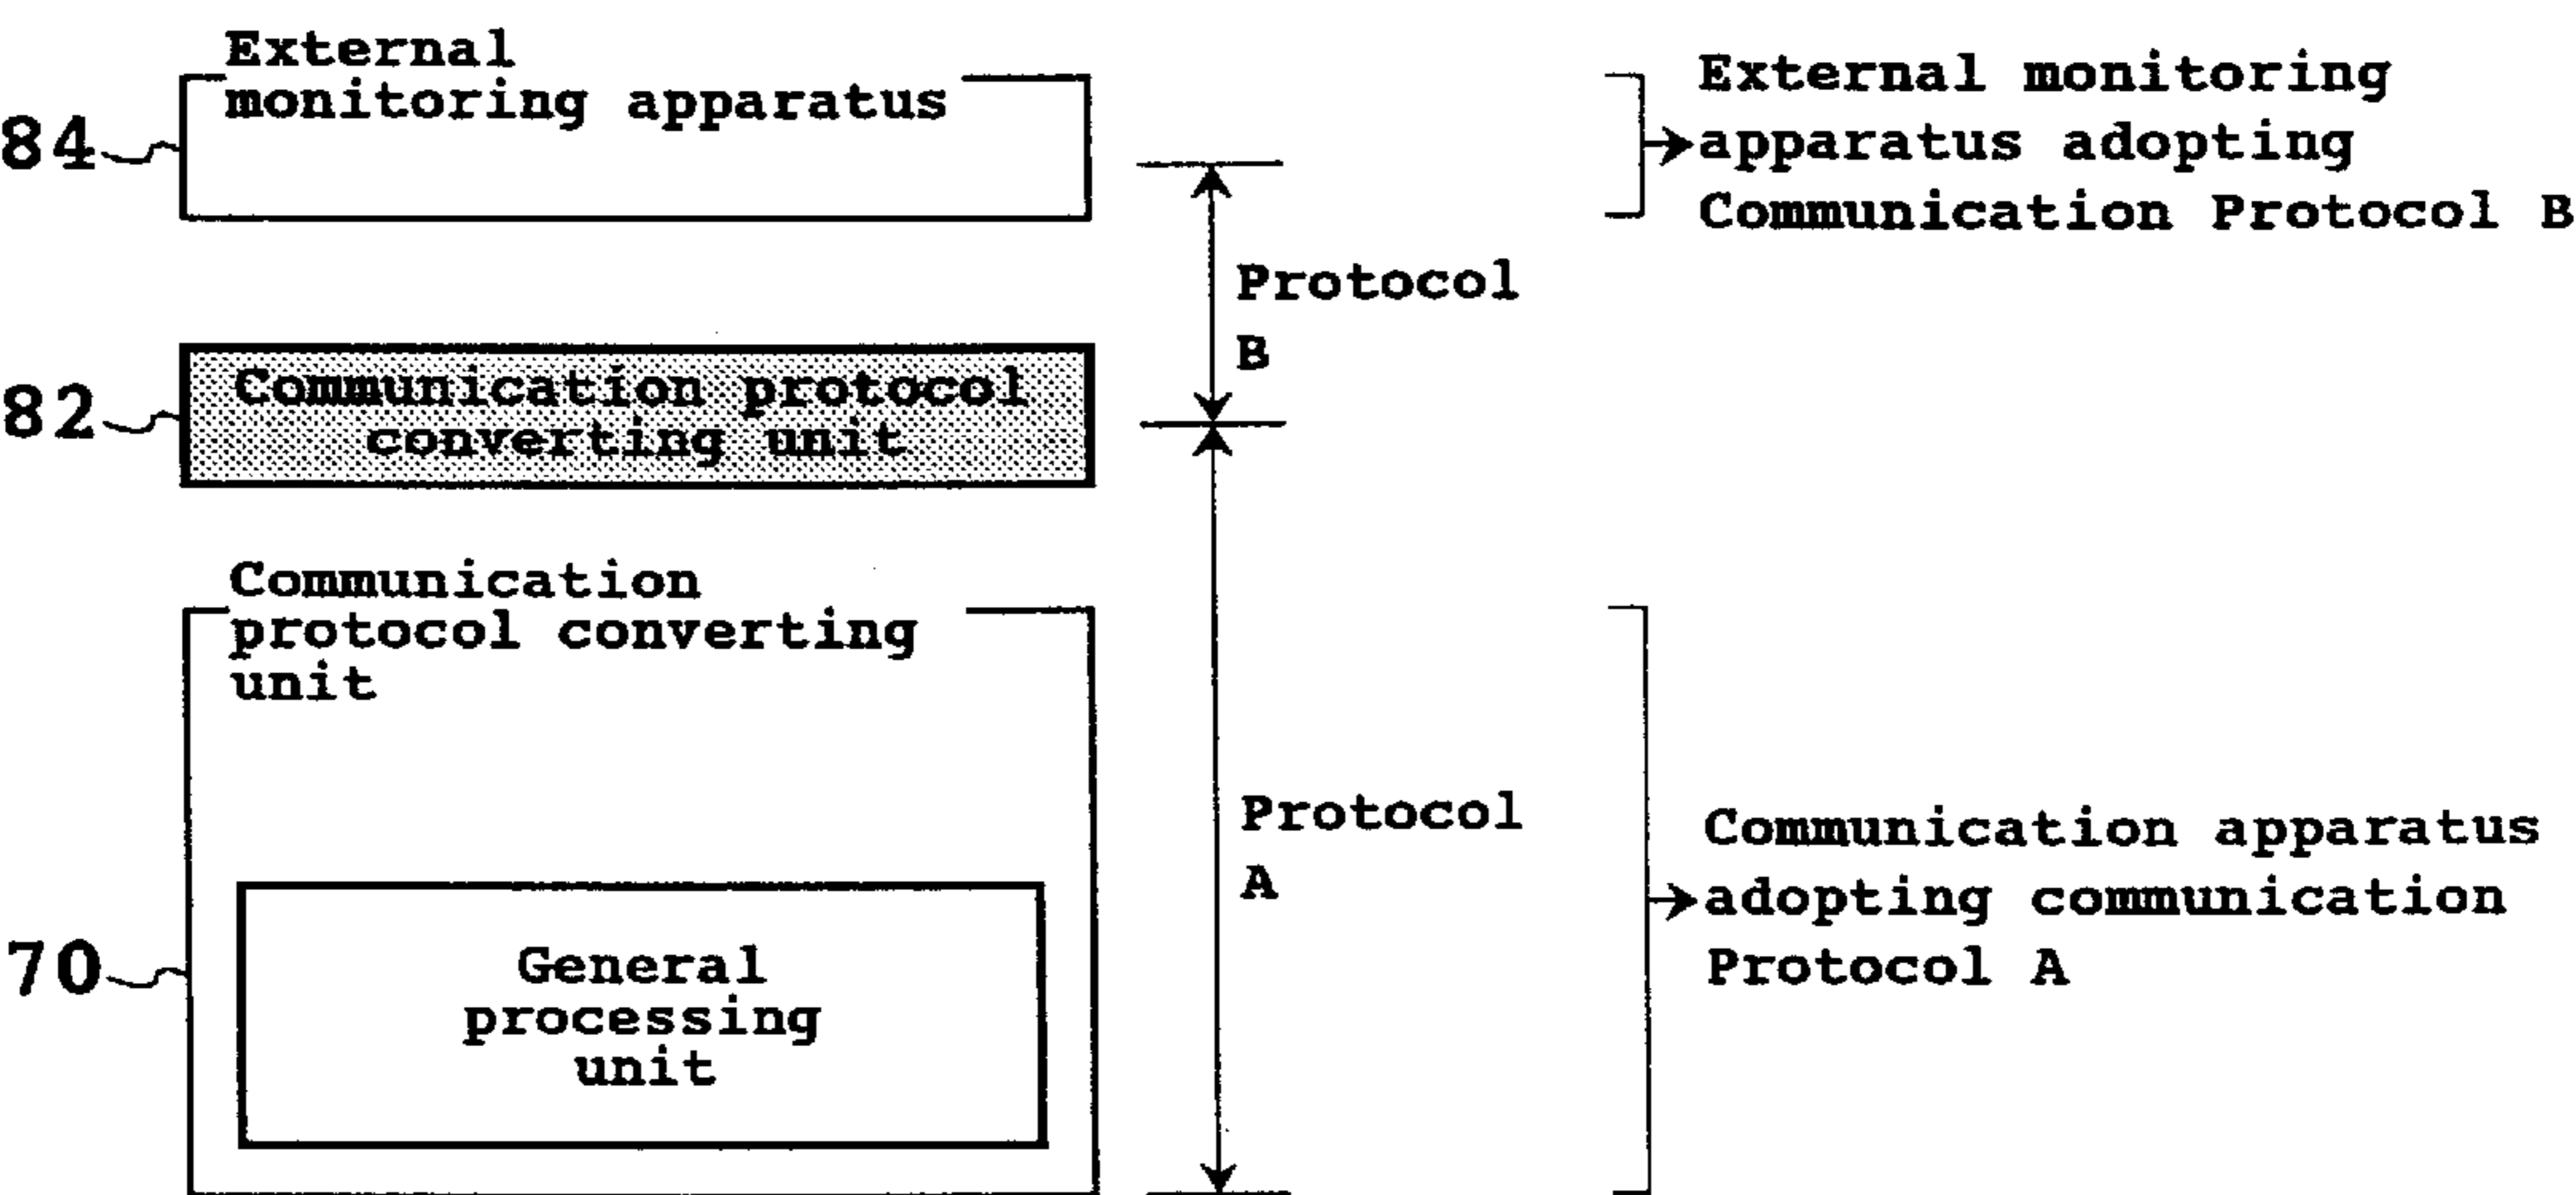 External
monitoring apparatus
84
External monitoring
apparatus adopting
Communication Protocol B
Protocol
B
82
Communication protocol
converting unit
Communication
protocol converting
unit
Protocol
A
Communication apparatus
adopting communication
Protocol A
70
General
processing
unit